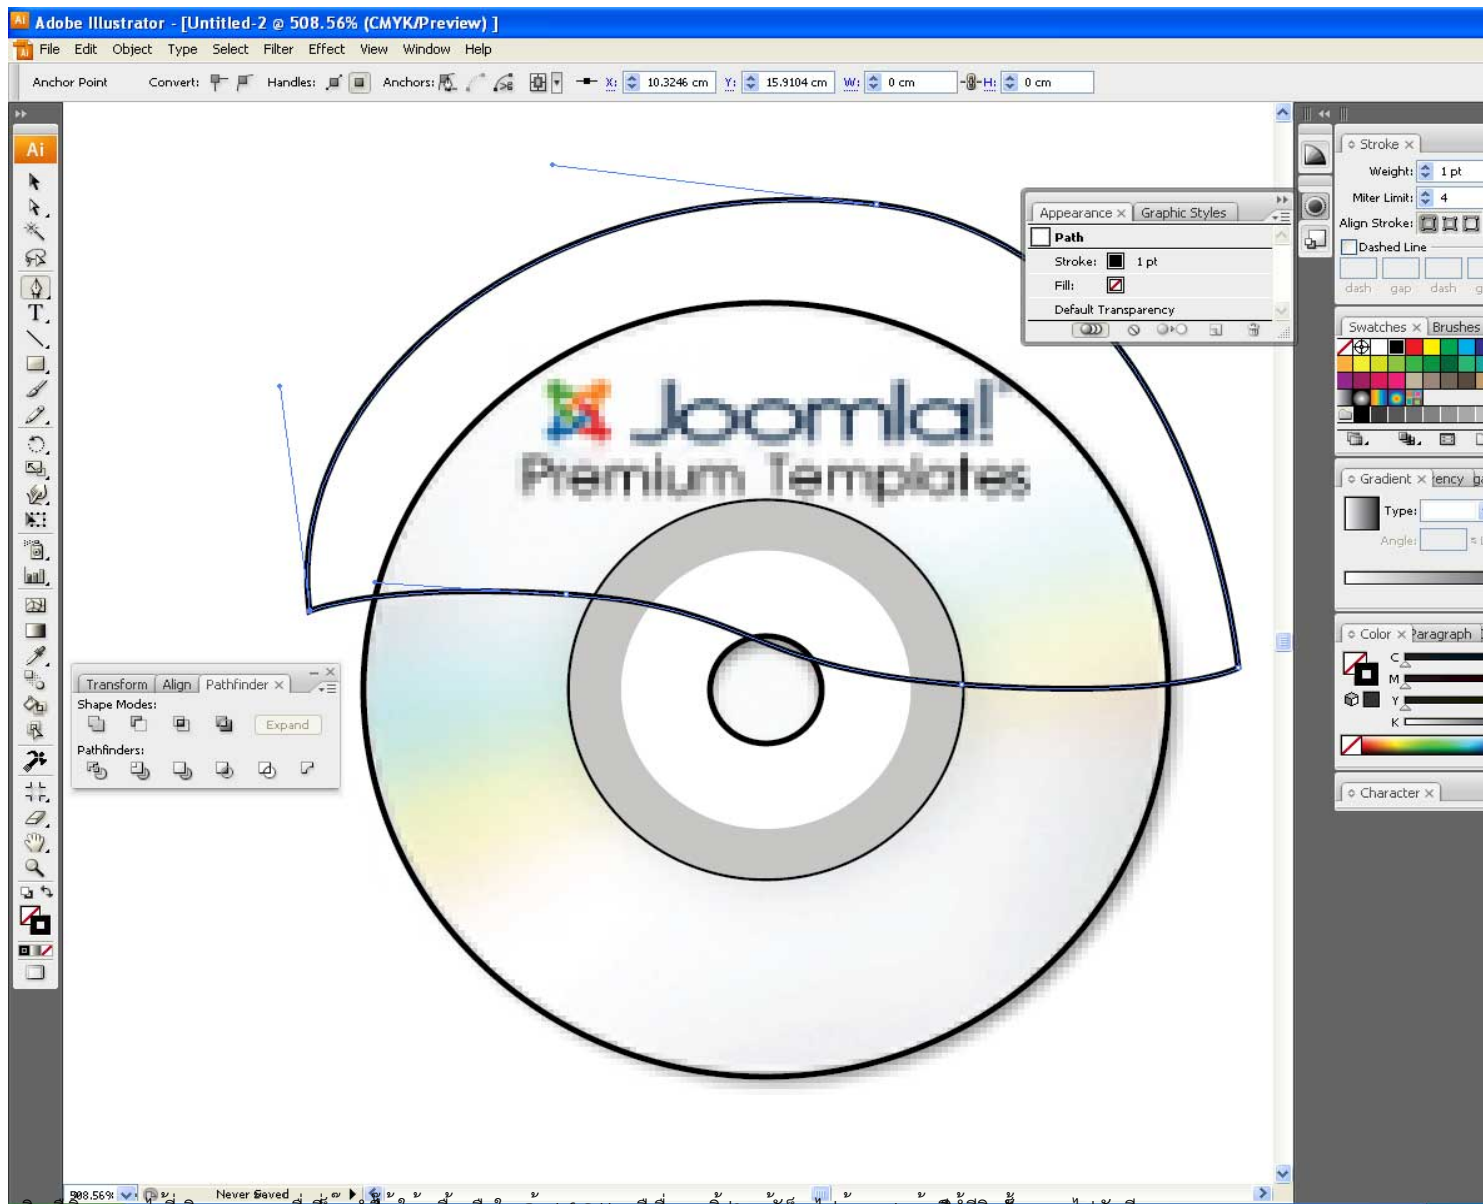 Adobe Illustrator - [Untitled-2 @ 508.56% (CMYK/Preview) ]
File Edit Object Type Select Filter Effect View Window Help
Anchor Point Convert: Handles: Anchors: X: 10.3246 cm Y: 15.9104 cm W: 0 cm H: 0 cm
Ai
Stroke ×
Weight: 1 pt
Miter Limit: 4
Align Stroke:
Dashed Line
dash gap dash
Appearance × Graphic Styles
Path
Stroke: 1 pt
Fill:
Default Transparency
Swatches × Brushes
Joomla!
Premium Templates
Gradient × ency
Type:
Angle:
Color × Paragraph
C
M
Y
K
Transform Align Pathfinder ×
Shape Modes:
Expand
Pathfinders:
Character ×
508.56% Never Saved